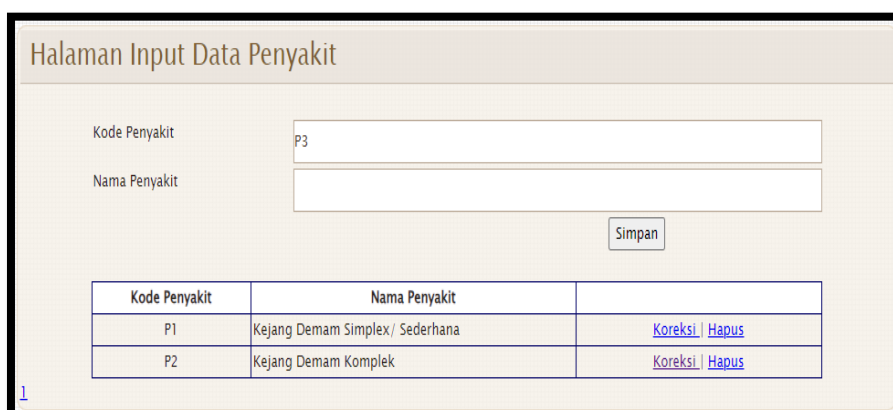 Halaman Input Data Penyakit
Kode Penyakit P3
Nama Penyakit
Simpan
Kode Penyakit Nama Penyakit
P1 Kejang Demam Simplex/ Sederhana Koreksi | Hapus
P2 Kejang Demam Komplek Koreksi | Hapus
1